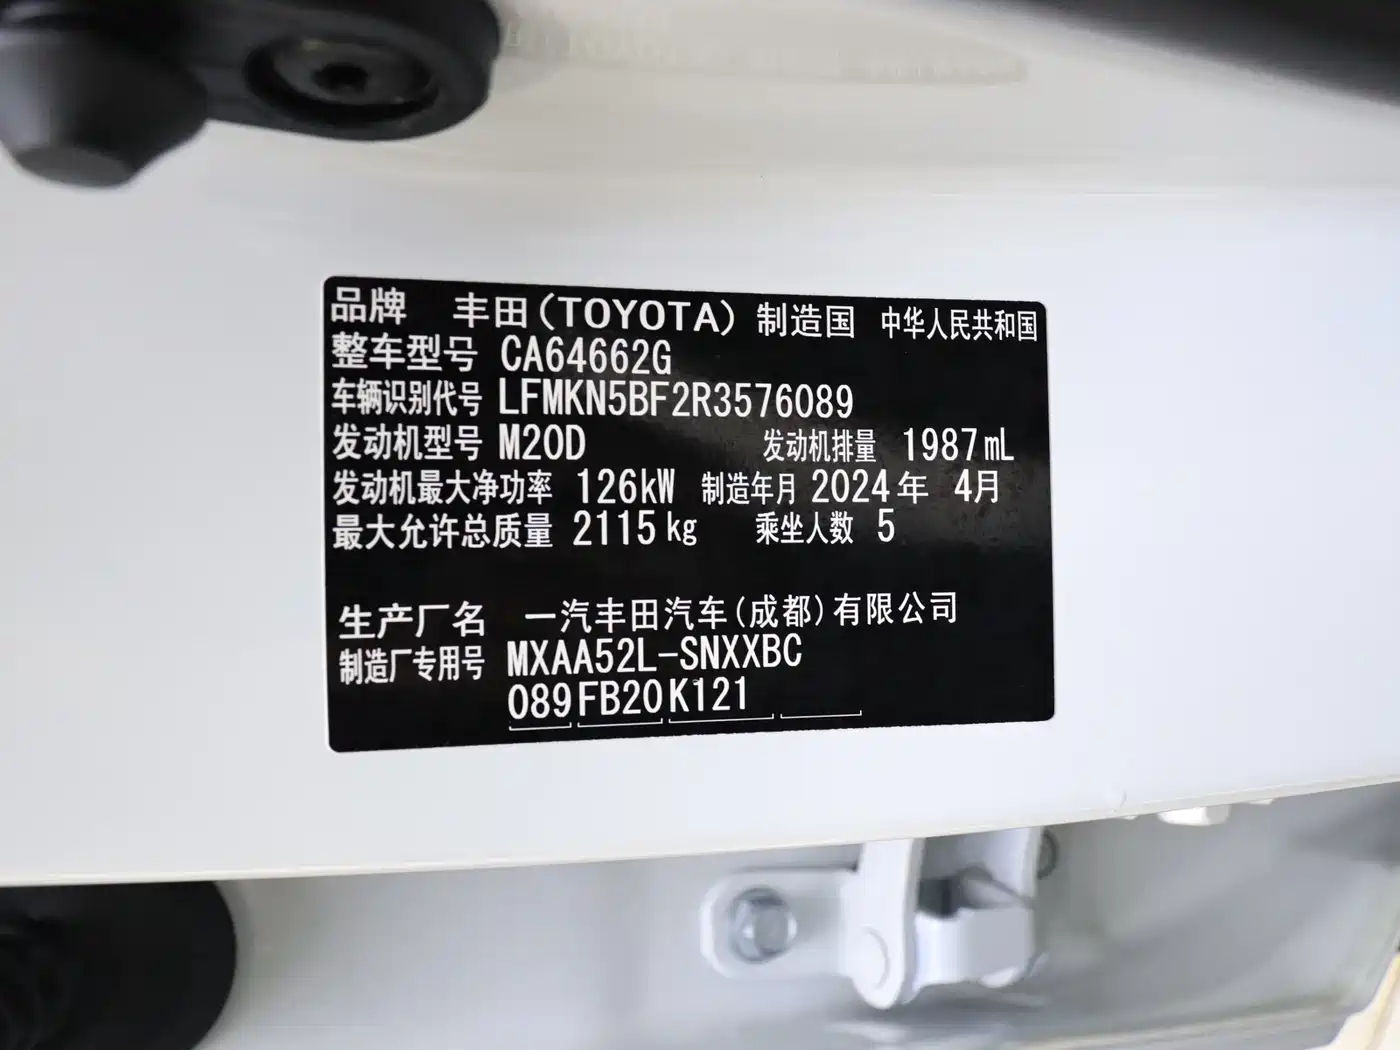 品牌 丰田(TOYOTA) 制造国 中华人民共和国
整车型号 CA64662G
车辆识别代号 LFMKN5BF2R3576089
发动机型号 M20D 发动机排量 1987mL
发动机最大净功率 126kW 制造年月 2024年 4月
最大允许总质量 2115kg 乘坐人数 5
生产厂名 一汽丰田汽车(成都)有限公司
制造厂专用号 MXAA52L-SNXXBC
089 FB20 K121